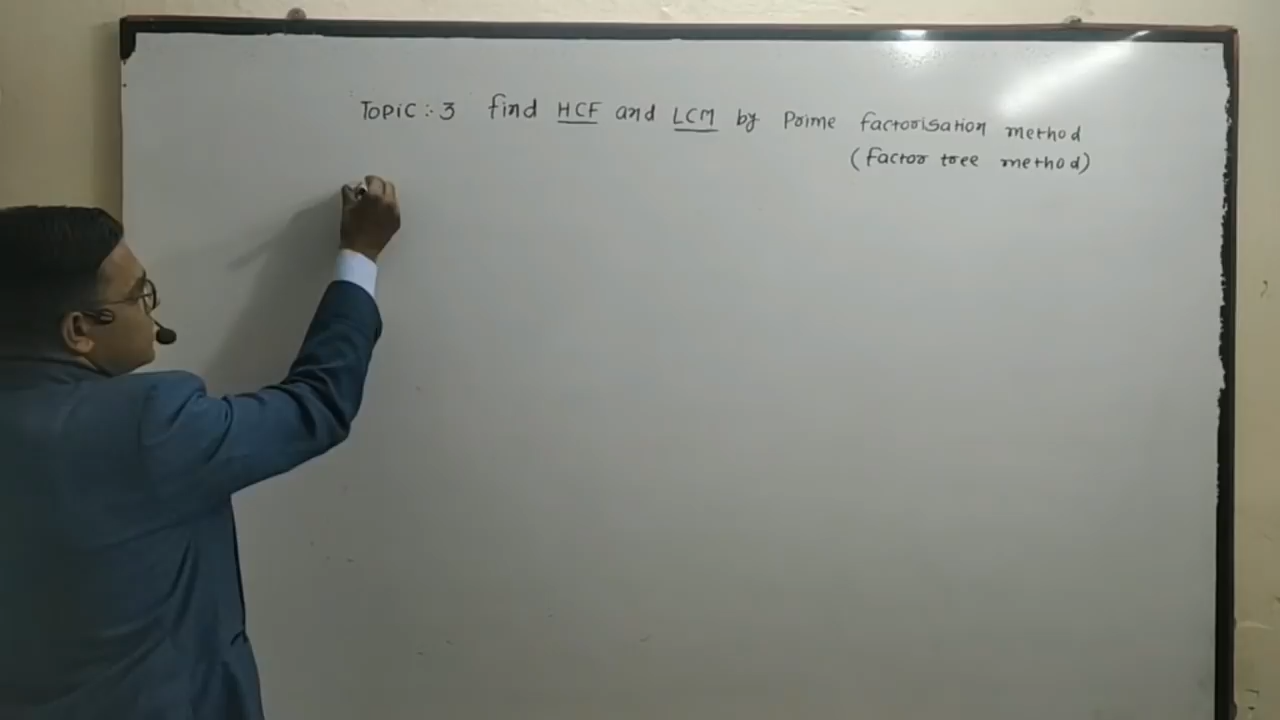 Topic :- 3 find HCF and LCM by Prime factorisation method
(factor tree method)